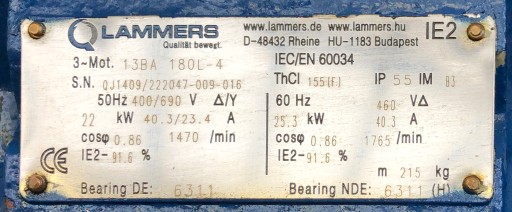 LAMMERS
Qualität bewegt.
www.lammers.de www.lammers.hu
D-48432 Rheine HU-1183 Budapest
IE2
3-Mot. 13BA 180L-4
IEC/EN 60034
S.N. QJ1409/222047-009-016
ThCl 155(F) IP 55 IM B3
50Hz 400/690 V Δ/Y
60 Hz 460 VΔ
22 kW 40.3/23.4 A
25.3 kW 40.3 A
cosφ 0.86 1470 /min
cosφ 0.86 1765 /min
IE2-91.6 %
IE2-91.6 %
CE
m 215 kg
Bearing DE: 6311
Bearing NDE: 6311 (H)